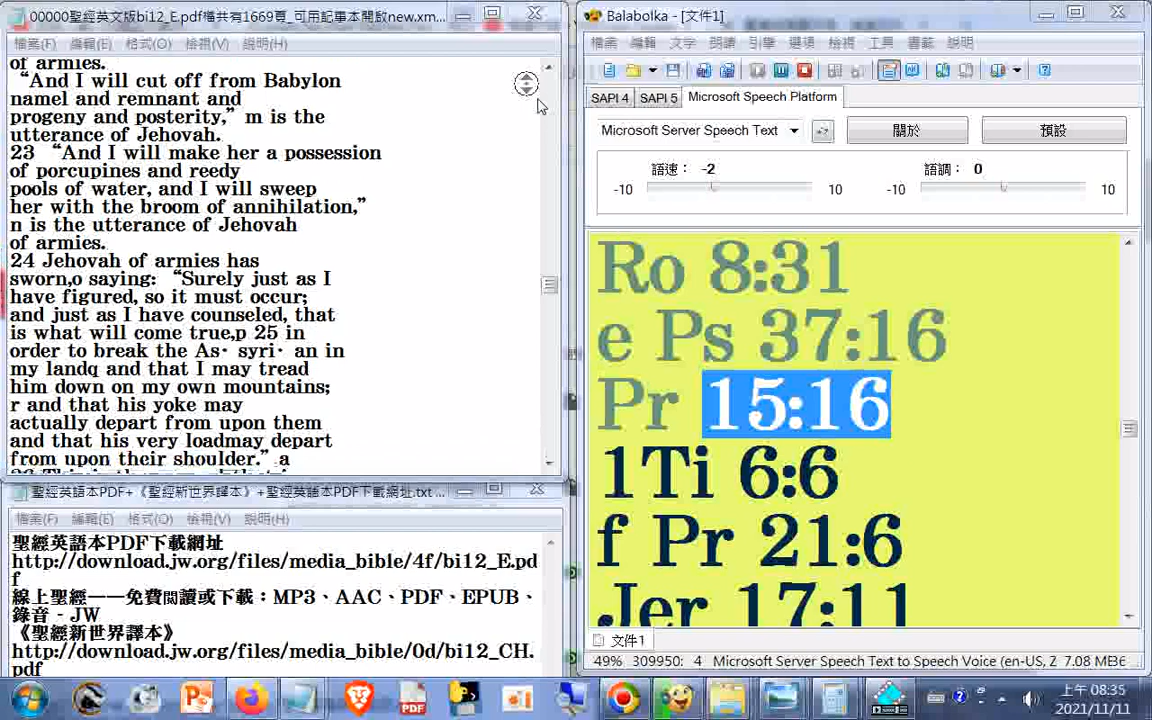 00000聖經英文版bi12_E.pdf檔共有1669頁_可用記事本開啟new.xm...
檔案(F) 編輯(E) 格式(O) 檢視(V) 說明(H)
of armies.
“And I will cut off from Babylon
namel and remnant and
progeny and posterity,” m is the
utterance of Jehovah.
23 “And I will make her a possession
of porcupines and reedy
pools of water, and I will sweep
her with the broom of annihilation,”
n is the utterance of Jehovah
of armies.
24 Jehovah of armies has
sworn,o saying: “Surely just as I
have figured, so it must occur;
and just as I have counseled, that
is what will come true,p 25 in
order to break the As· syri· an in
my landq and that I may tread
him down on my own mountains;
r and that his yoke may
actually depart from upon them
and that his very loadmay depart
from upon their shoulder.” a
聖經英語本PDF+《聖經新世界譯本》+聖經英語本PDF下載網址.txt ...
檔案(F) 編輯(E) 格式(O) 檢視(V) 說明(H)
聖經英語本PDF下載網址
http://download.jw.org/files/media_bible/4f/bi12_E.pd
f
線上聖經——免費閱讀或下載：MP3、AAC、PDF、EPUB、
錄音 - JW
《聖經新世界譯本》
http://download.jw.org/files/media_bible/0d/bi12_CH.
pdf
Balabolka - [文件1]
檔案 編輯 文字 朗讀 引擎 選項 檢視 工具 書籤 說明
SAPI 4 SAPI 5 Microsoft Speech Platform
Microsoft Server Speech Text
關於 預設
語速： -2 語調： 0
-10 10 -10 10
Ro 8:31
e Ps 37:16
Pr 15:16
1Ti 6:6
f Pr 21:6
Jer 17:11
文件1
49% 309950: 4 Microsoft Server Speech Text to Speech Voice (en-US, Z 7.08 MB
上午 08:35
2021/11/11